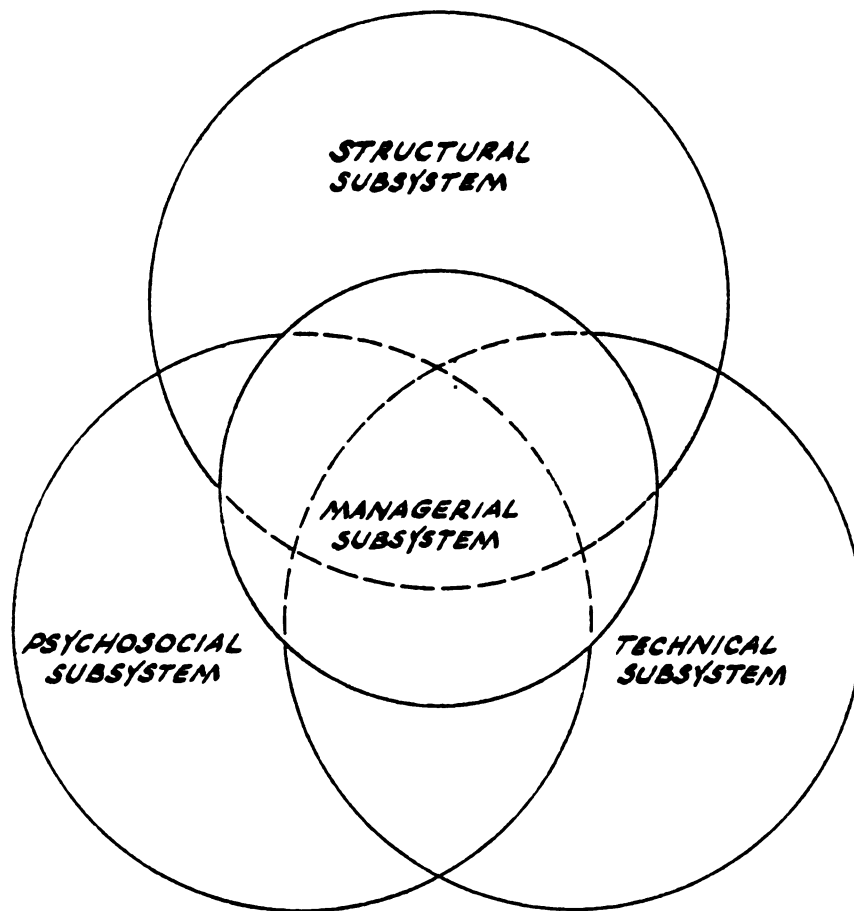 STRUCTURAL
SUBSYSTEM
MANAGERIAL
SUBSYSTEM
PSYCHOSOCIAL
SUBSYSTEM
TECHNICAL
SUBSYSTEM